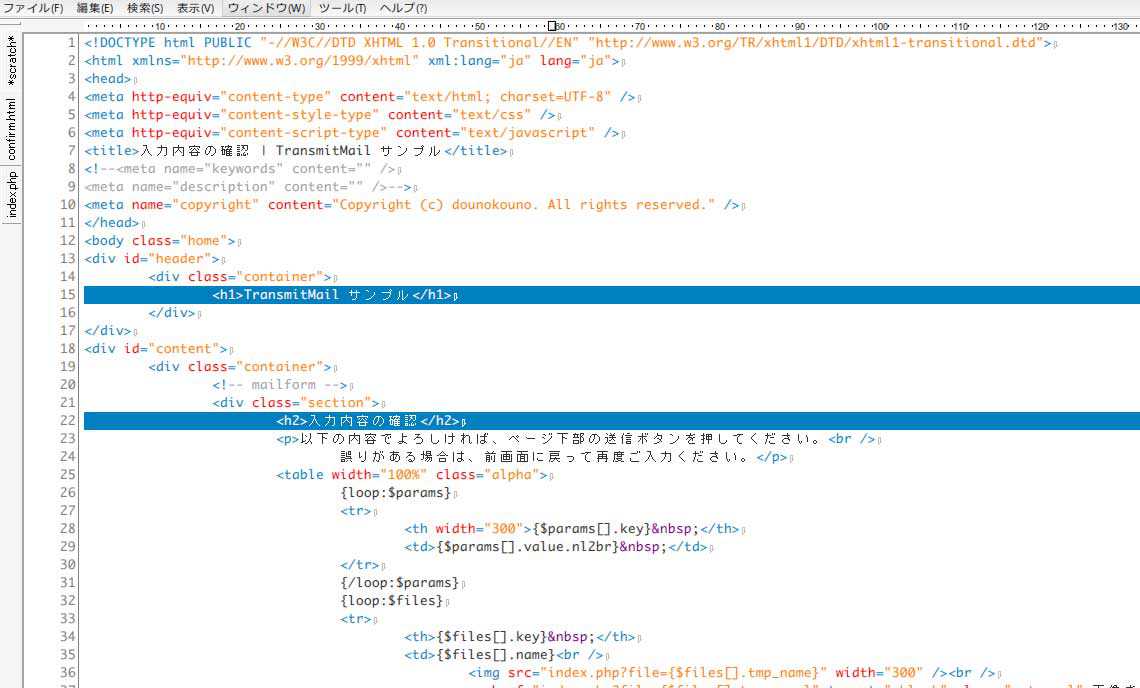 ファイル(F) 編集(E) 検索(S) 表示(V) ウィンドウ(W) ツール(T) ヘルプ(?)
10 20 30 40 50 60 70 80 90 100 110 120 130
*scratch*
confirm.html
index.php
1 <!DOCTYPE html PUBLIC "-//W3C//DTD XHTML 1.0 Transitional//EN" "http://www.w3.org/TR/xhtml1/DTD/xhtml1-transitional.dtd">
2 <html xmlns="http://www.w3.org/1999/xhtml" xml:lang="ja" lang="ja">
3 <head>
4 <meta http-equiv="content-type" content="text/html; charset=UTF-8" />
5 <meta http-equiv="content-style-type" content="text/css" />
6 <meta http-equiv="content-script-type" content="text/javascript" />
7 <title>入力内容の確認 | TransmitMail サンプル</title>
8 <!--<meta name="keywords" content="" />
9 <meta name="description" content="" />-->
10 <meta name="copyright" content="Copyright (c) dounokouno. All rights reserved." />
11 </head>
12 <body class="home">
13 <div id="header">
14 <div class="container">
15 <h1>TransmitMail サンプル</h1>
16 </div>
17 </div>
18 <div id="content">
19 <div class="container">
20 <!-- mailform -->
21 <div class="section">
22 <h2>入力内容の確認</h2>
23 <p>以下の内容でよろしければ、ページ下部の送信ボタンを押してください。<br />
24 誤りがある場合は、前画面に戻って再度ご入力ください。</p>
25 <table width="100%" class="alpha">
26 {loop:$params}
27 <tr>
28 <th width="300">{$params[].key}&nbsp;</th>
29 <td>{$params[].value.nl2br}&nbsp;</td>
30 </tr>
31 {/loop:$params}
32 {loop:$files}
33 <tr>
34 <th>{$files[].key}&nbsp;</th>
35 <td>{$files[].name}<br />
36 <img src="index.php?file={$files[].tmp_name}" width="300" /><br />